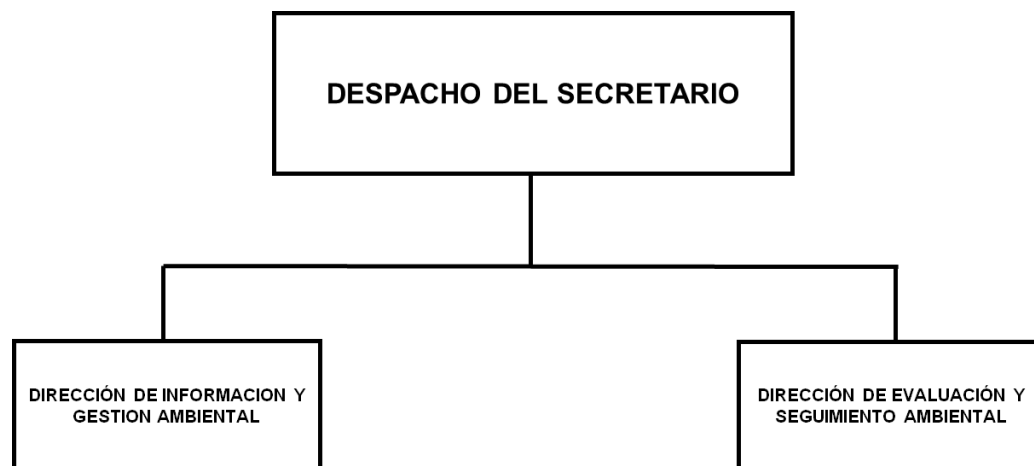 DESPACHO DEL SECRETARIO
DIRECCIÓN DE INFORMACION Y
GESTION AMBIENTAL
DIRECCIÓN DE EVALUACIÓN Y
SEGUIMIENTO AMBIENTAL